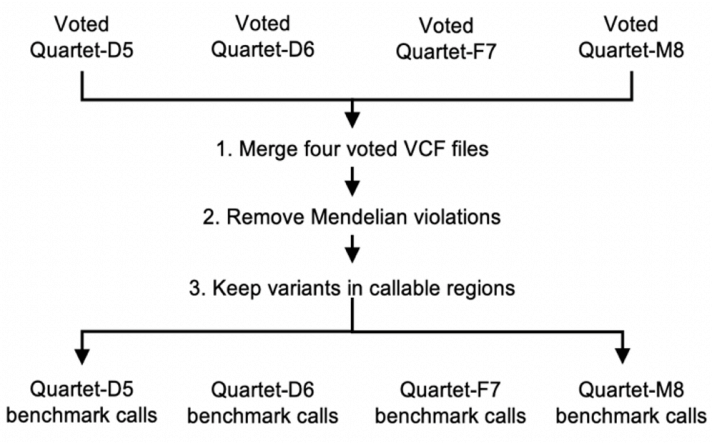 Voted
Quartet-D5
Voted
Quartet-D6
Voted
Quartet-F7
Voted
Quartet-M8
1. Merge four voted VCF files
2. Remove Mendelian violations
3. Keep variants in callable regions
Quartet-D5
benchmark calls
Quartet-D6
benchmark calls
Quartet-F7
benchmark calls
Quartet-M8
benchmark calls